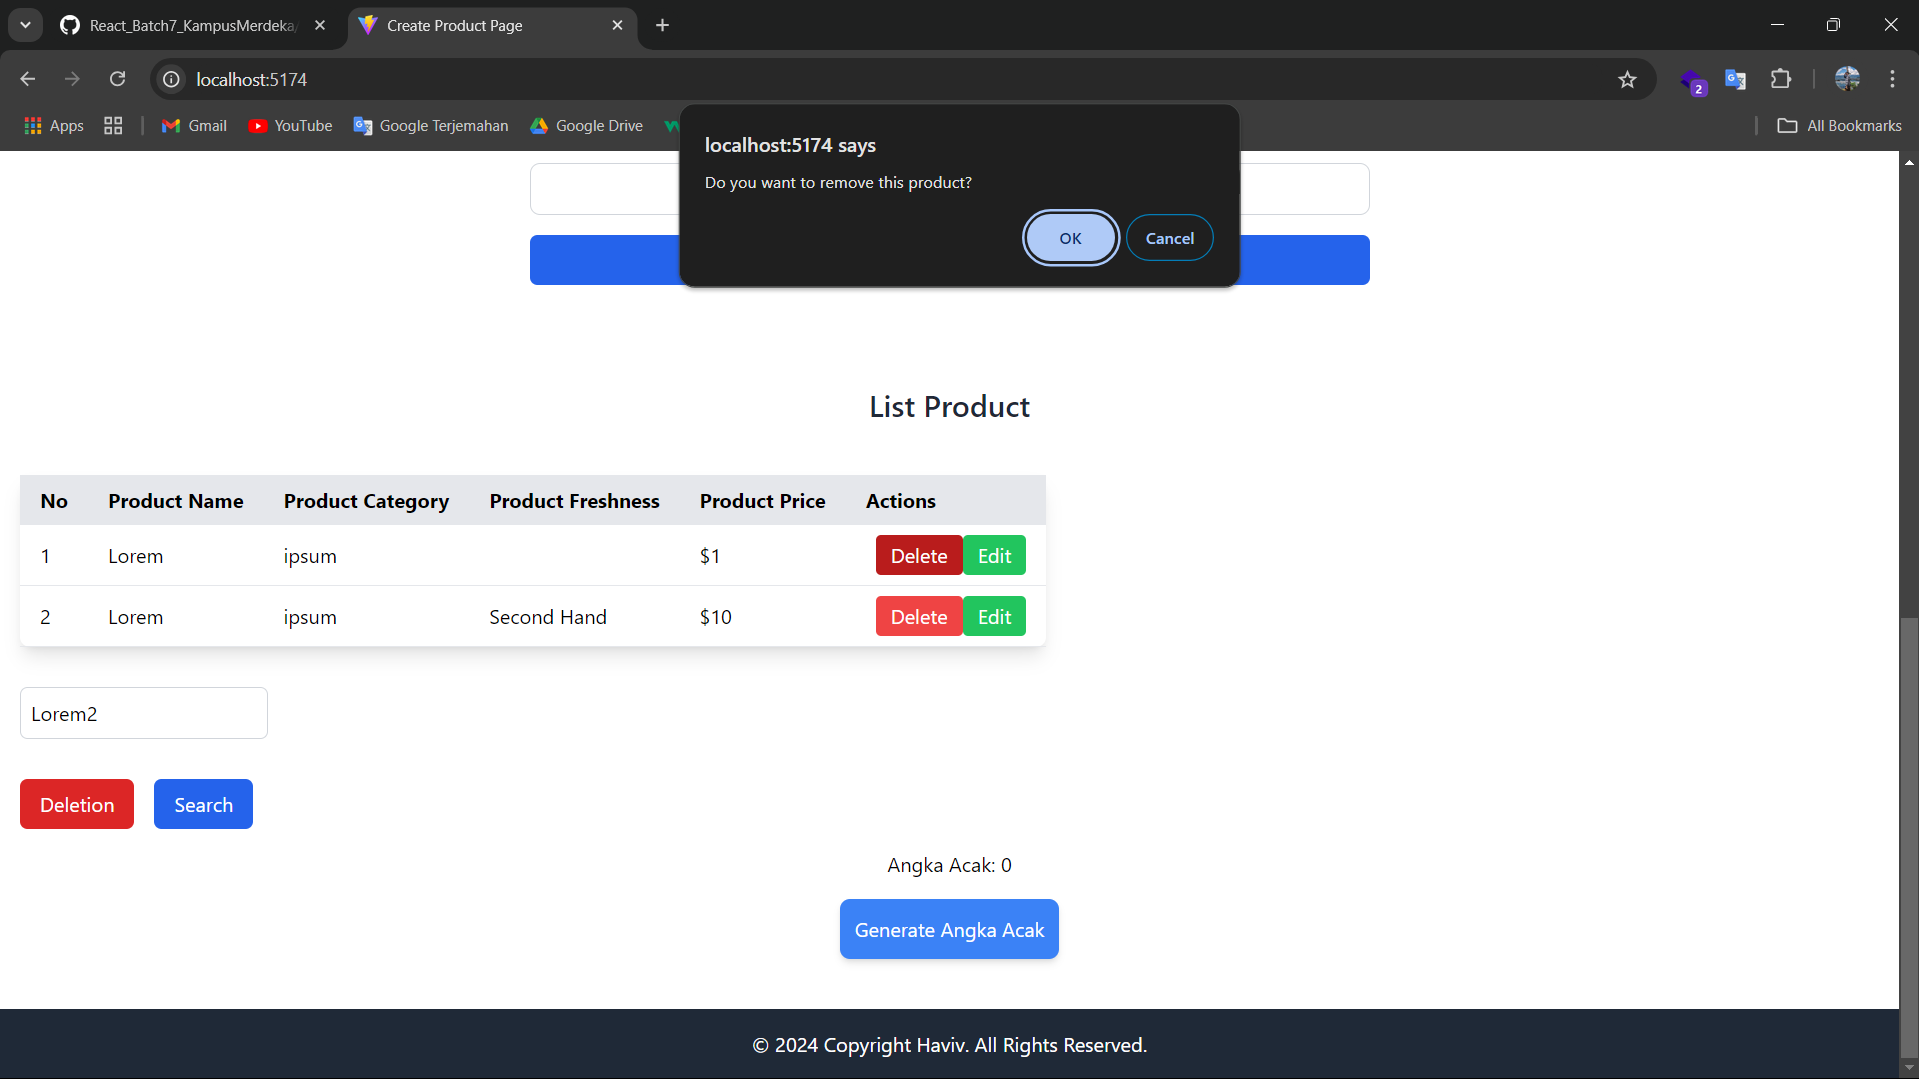 React_Batch7_KampusMerdeka/
Create Product Page
localhost:5174
2
Apps
Gmail
YouTube
Google Terjemahan
Google Drive
All Bookmarks
localhost:5174 says
Do you want to remove this product?
OK
Cancel
List Product
No Product Name Product Category Product Freshness Product Price Actions
1 Lorem ipsum $1 Delete Edit
2 Lorem ipsum Second Hand $10 Delete Edit
Lorem2
Deletion
Search
Angka Acak: 0
Generate Angka Acak
© 2024 Copyright Haviv. All Rights Reserved.